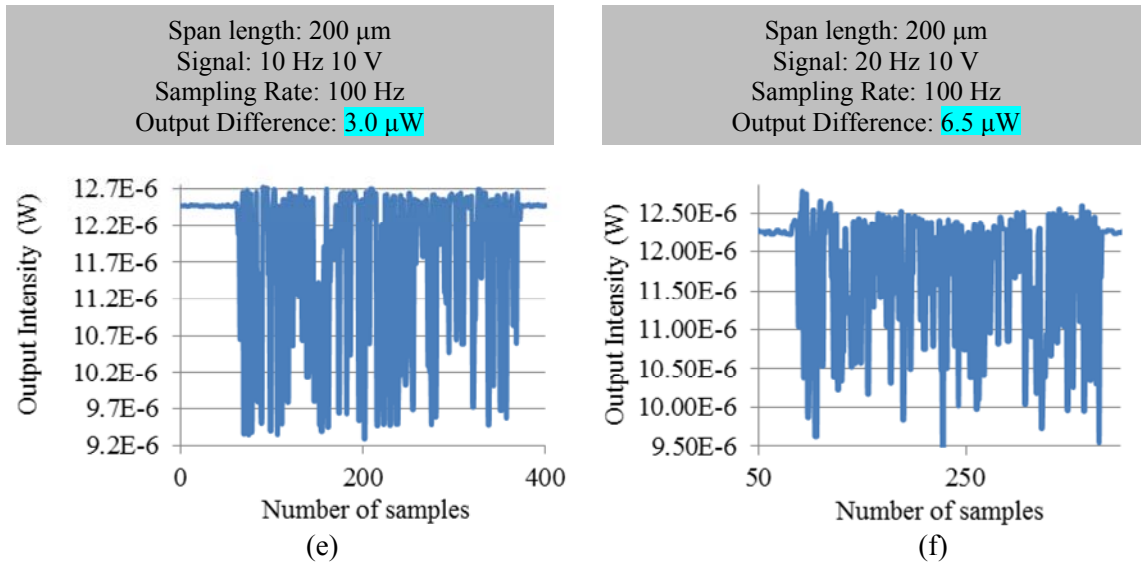 Span length: 200 μm
Signal: 10 Hz 10 V
Sampling Rate: 100 Hz
Output Difference: 3.0 μW
Span length: 200 μm
Signal: 20 Hz 10 V
Sampling Rate: 100 Hz
Output Difference: 6.5 μW
Output Intensity (W)
12.7E-6
12.2E-6
11.7E-6
11.2E-6
10.7E-6
10.2E-6
9.7E-6
9.2E-6
0 200 400
Number of samples
(e)
Output Intensity (W)
12.50E-6
12.00E-6
11.50E-6
11.00E-6
10.50E-6
10.00E-6
9.50E-6
50 250
Number of samples
(f)